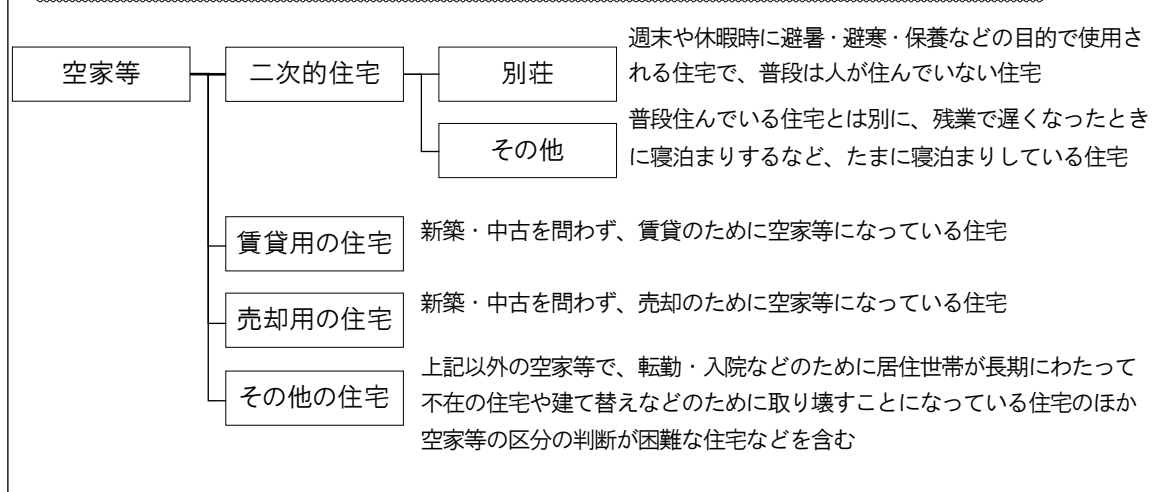 空家等
二次的住宅
別荘
週末や休暇時に避暑・避寒・保養などの目的で使用さ
れる住宅で、普段は人が住んでいない住宅
その他
普段住んでいる住宅とは別に、残業で遅くなったとき
に寝泊まりするなど、たまに寝泊まりしている住宅
賃貸用の住宅
新築・中古を問わず、賃貸のために空家等になっている住宅
売却用の住宅
新築・中古を問わず、売却のために空家等になっている住宅
その他の住宅
上記以外の空家等で、転勤・入院などのために居住世帯が長期にわたって
不在の住宅や建て替えなどのために取り壊すことになっている住宅のほか
空家等の区分の判断が困難な住宅などを含む